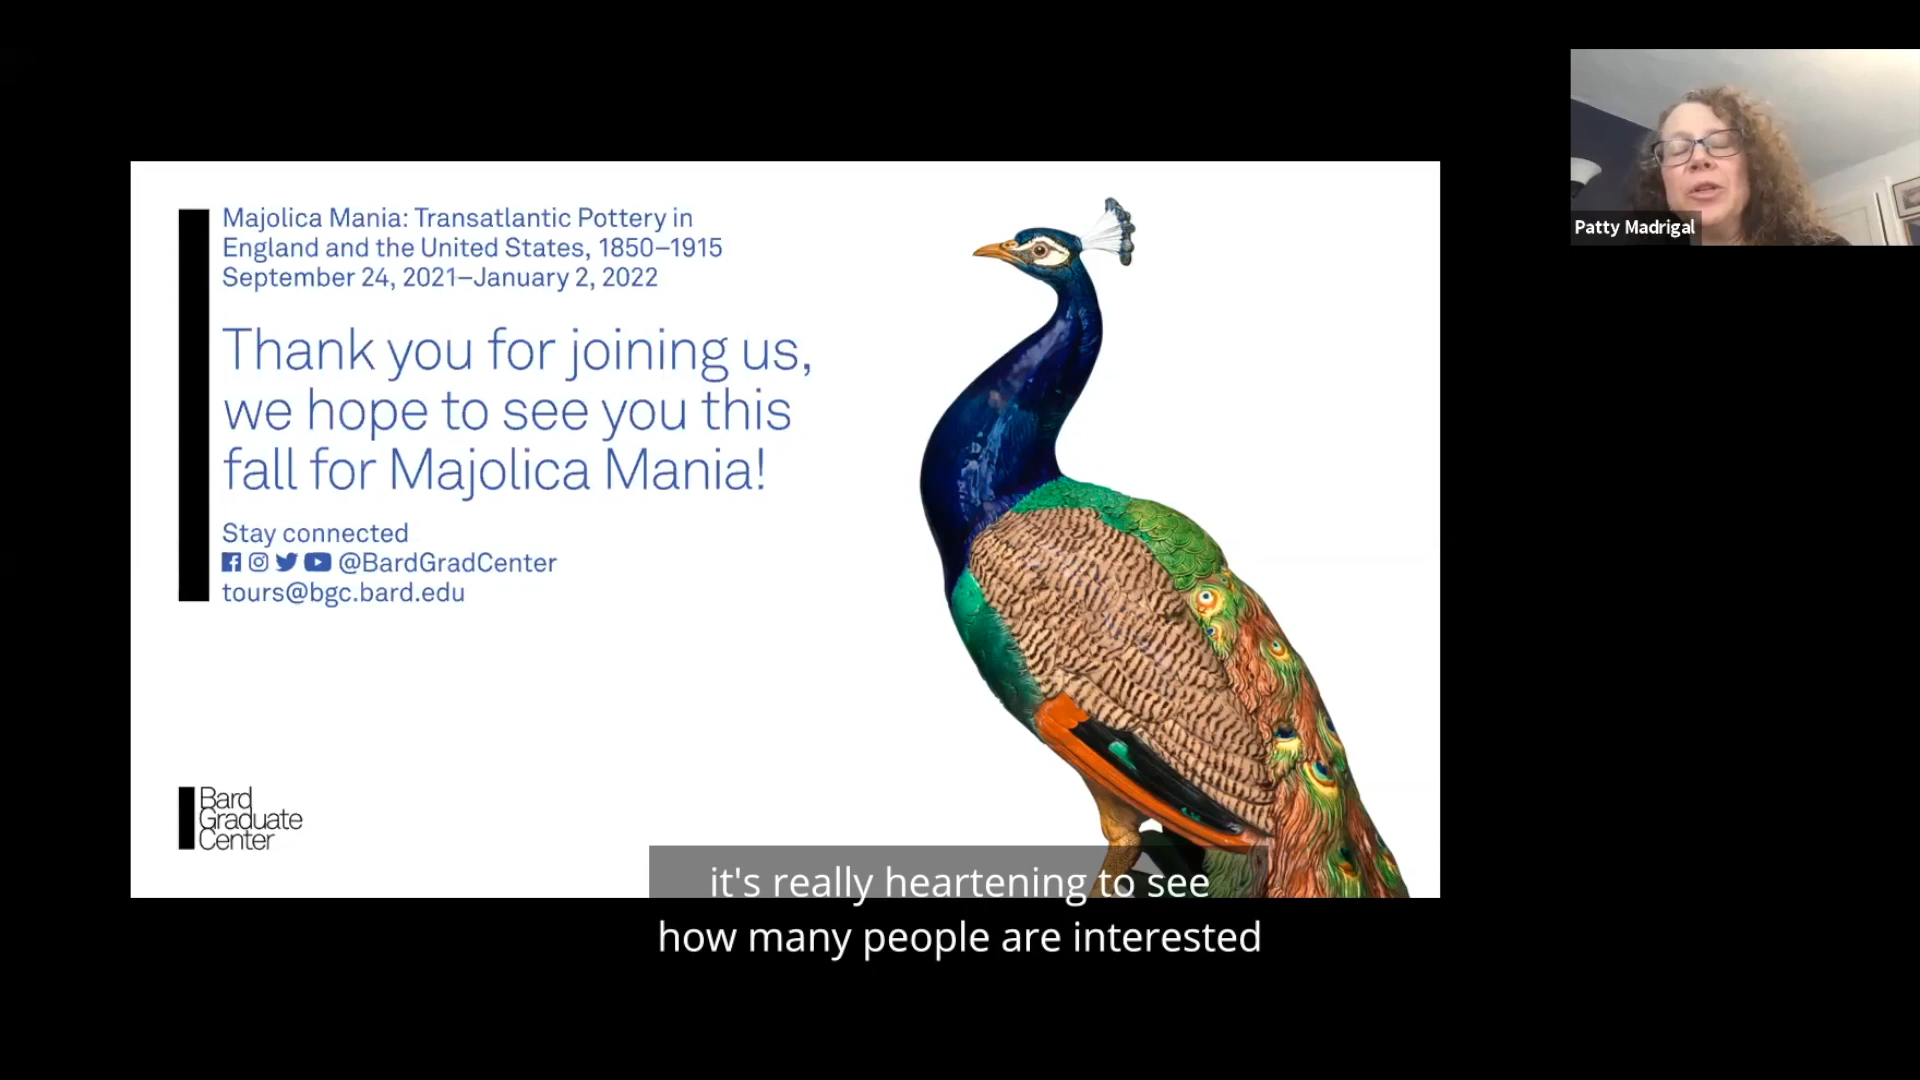 Majolica Mania: Transatlantic Pottery in
England and the United States, 1850–1915
September 24, 2021–January 2, 2022
Thank you for joining us,
we hope to see you this
fall for Majolica Mania!
Stay connected
@BardGradCenter
tours@bgc.bard.edu
Bard
Graduate
Center
Patty Madrigal
it's really heartening to see
how many people are interested